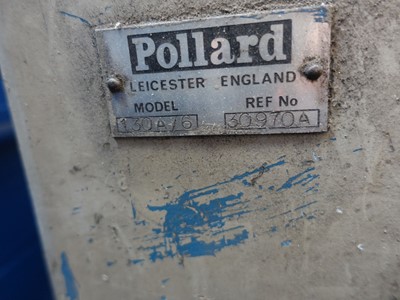 Pollard
LEICESTER ENGLAND
MODEL REF No
130A/6 30970A